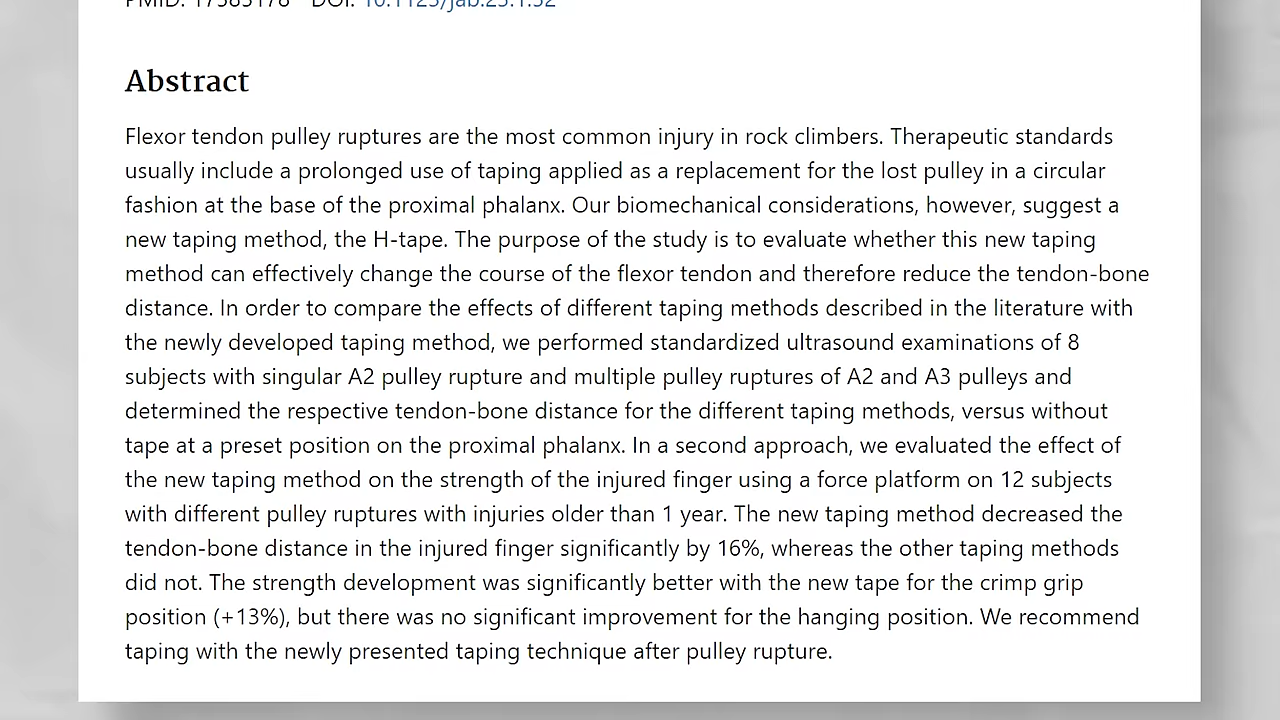 PMID: 17585178 DOI: 10.1123/jab.23.1.52
Abstract
Flexor tendon pulley ruptures are the most common injury in rock climbers. Therapeutic standards
usually include a prolonged use of taping applied as a replacement for the lost pulley in a circular
fashion at the base of the proximal phalanx. Our biomechanical considerations, however, suggest a
new taping method, the H-tape. The purpose of the study is to evaluate whether this new taping
method can effectively change the course of the flexor tendon and therefore reduce the tendon-bone
distance. In order to compare the effects of different taping methods described in the literature with
the newly developed taping method, we performed standardized ultrasound examinations of 8
subjects with singular A2 pulley rupture and multiple pulley ruptures of A2 and A3 pulleys and
determined the respective tendon-bone distance for the different taping methods, versus without
tape at a preset position on the proximal phalanx. In a second approach, we evaluated the effect of
the new taping method on the strength of the injured finger using a force platform on 12 subjects
with different pulley ruptures with injuries older than 1 year. The new taping method decreased the
tendon-bone distance in the injured finger significantly by 16%, whereas the other taping methods
did not. The strength development was significantly better with the new tape for the crimp grip
position (+13%), but there was no significant improvement for the hanging position. We recommend
taping with the newly presented taping technique after pulley rupture.